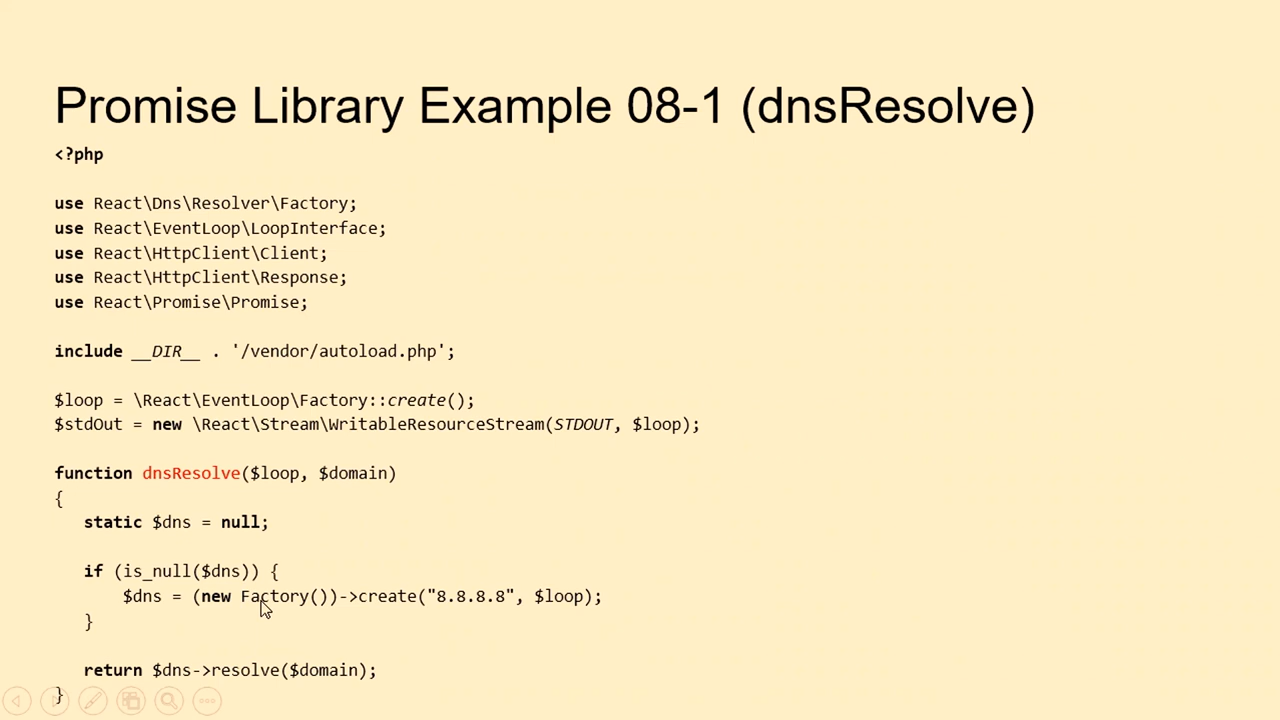 Promise Library Example 08-1 (dnsResolve)
<?php
use React\Dns\Resolver\Factory;
use React\EventLoop\LoopInterface;
use React\HttpClient\Client;
use React\HttpClient\Response;
use React\Promise\Promise;
include __DIR__ . '/vendor/autoload.php';
$loop = \React\EventLoop\Factory::create();
$stdOut = new \React\Stream\WritableResourceStream(STDOUT, $loop);
function dnsResolve($loop, $domain)
{
static $dns = null;
if (is_null($dns)) {
$dns = (new Factory())->create("8.8.8.8", $loop);
}
return $dns->resolve($domain);
}